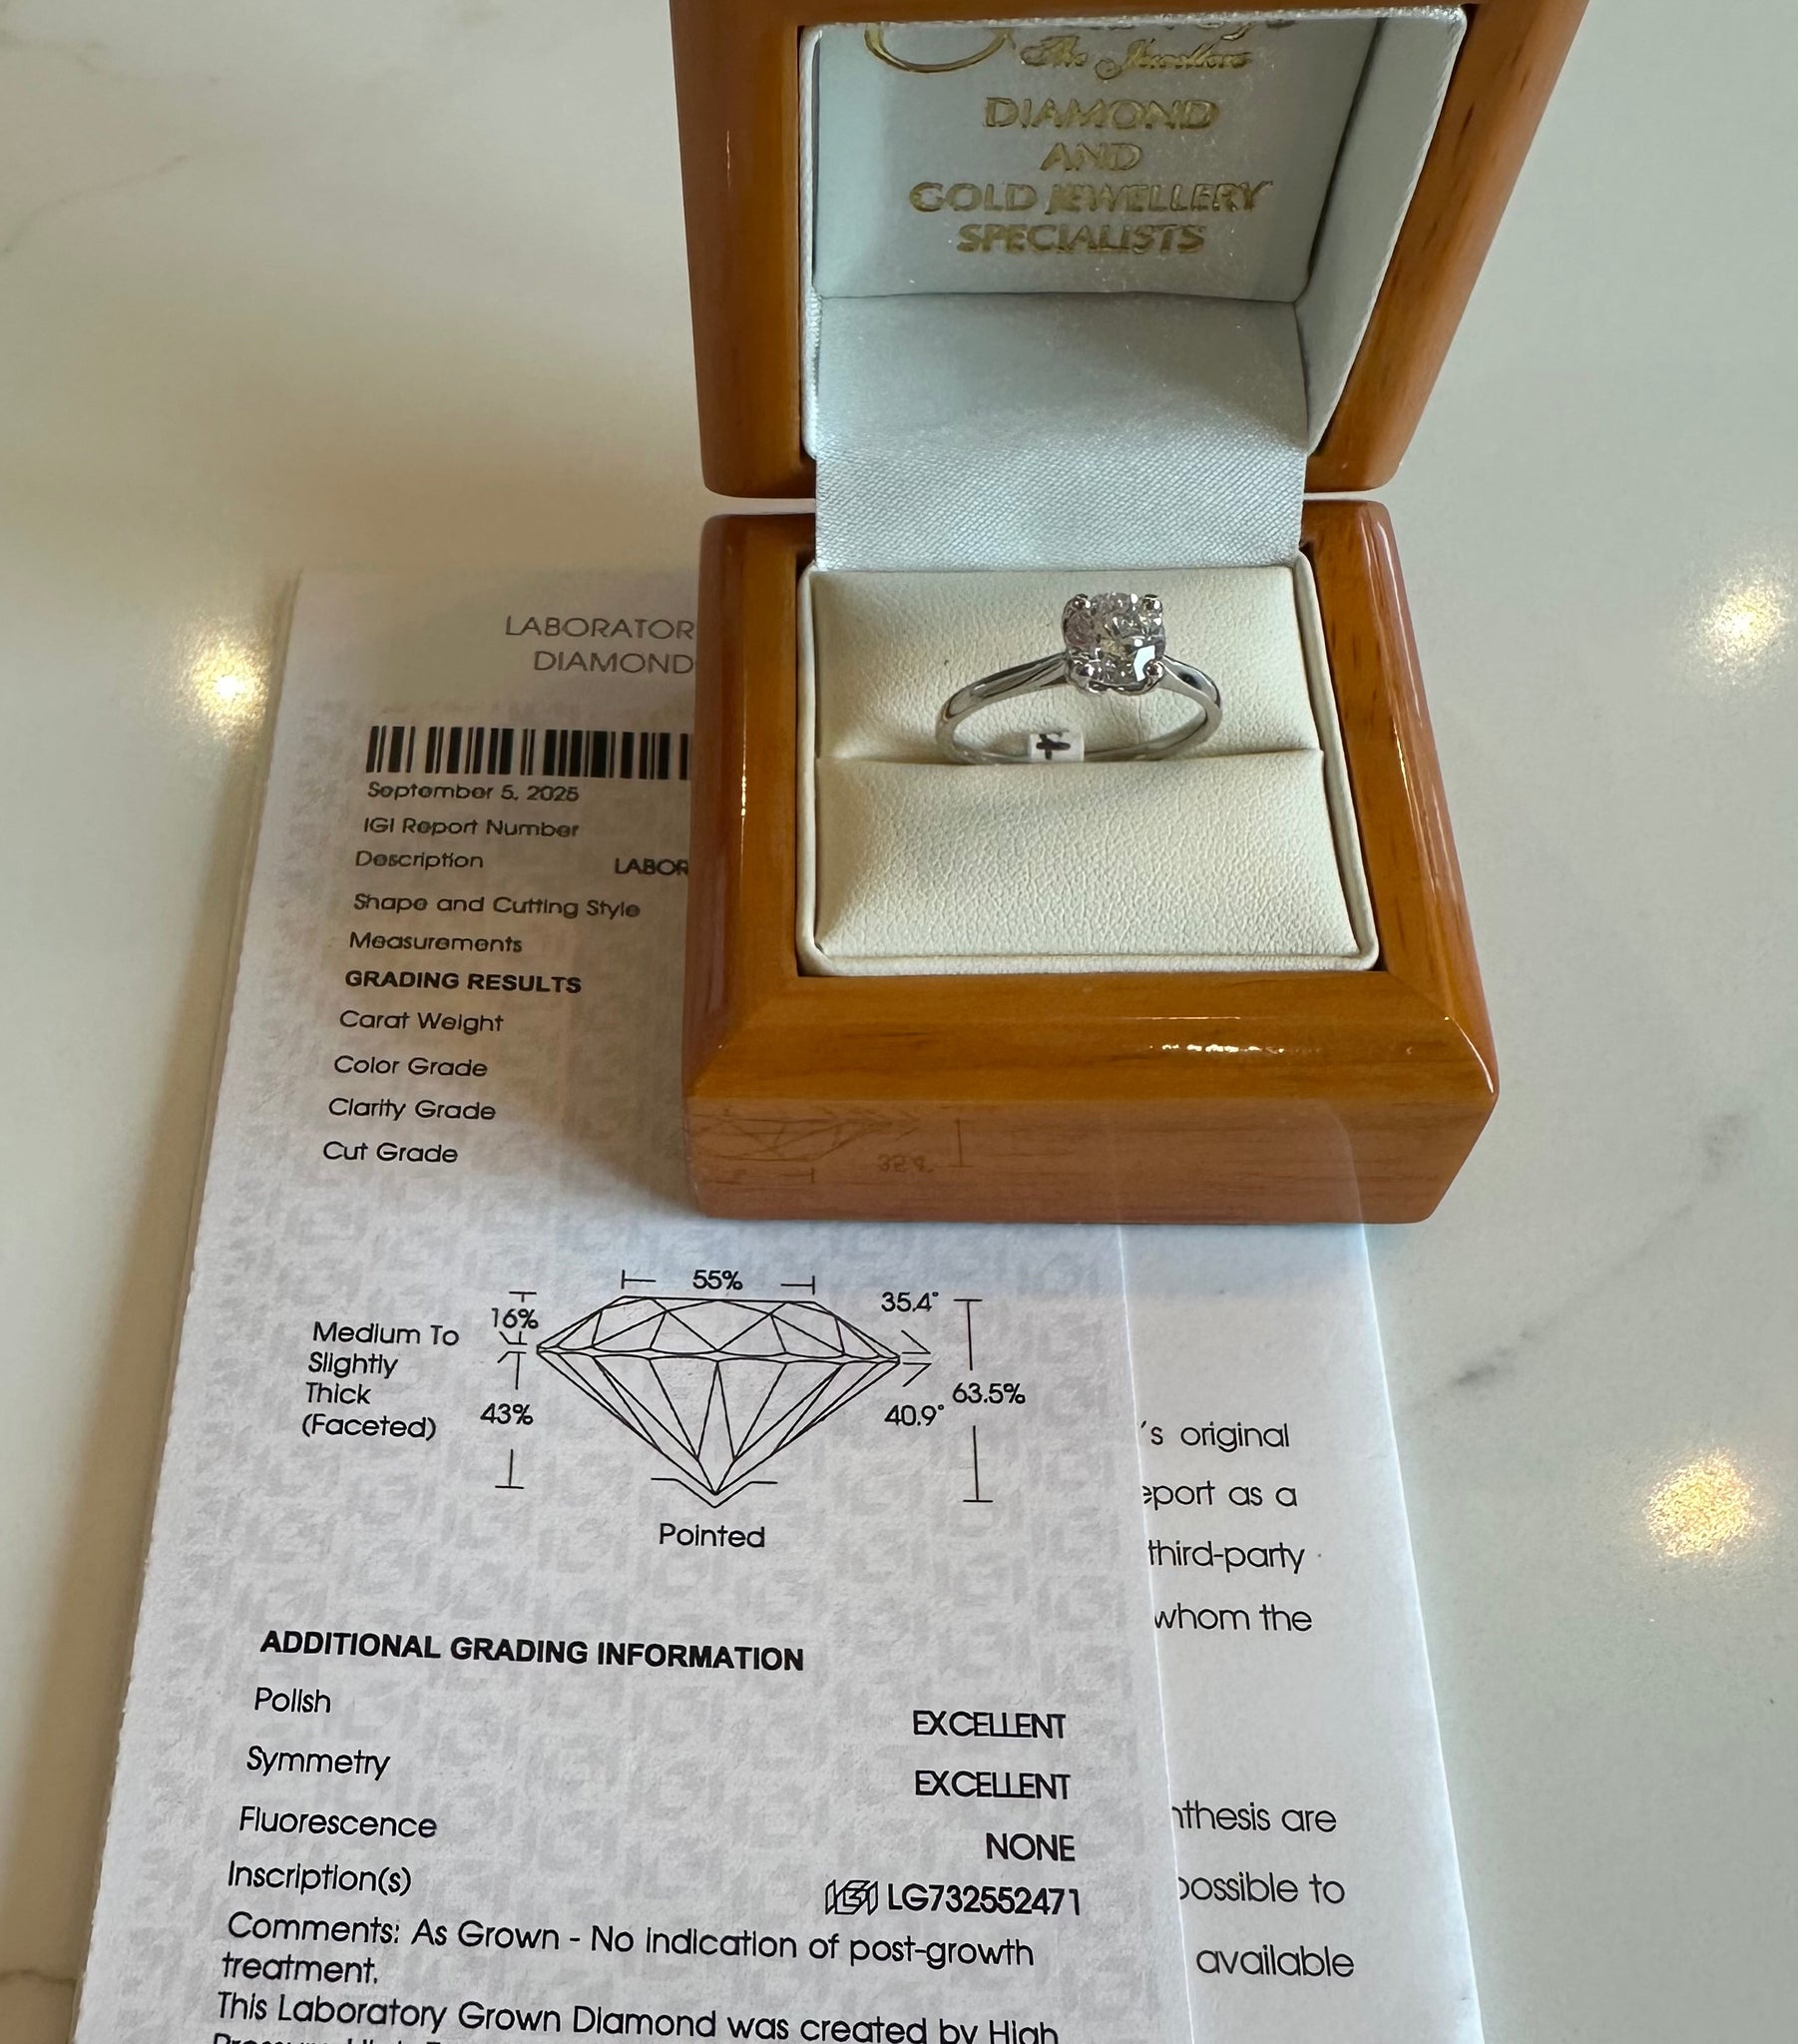 The Jewellers
DIAMOND
AND
GOLD JEWELLERY
SPECIALISTS
LABORATOR
DIAMOND
September 5, 2025
IGI Report Number
Description LABOR
Shape and Cutting Style
Measurements
GRADING RESULTS
Carat Weight
Color Grade
Clarity Grade
Cut Grade
55%
16%
35.4°
Medium To
Slightly
Thick
(Faceted)
43%
63.5%
40.9°
Pointed
's original
eport as a
third-party
whom the
ADDITIONAL GRADING INFORMATION
Polish EXCELLENT
Symmetry EXCELLENT
Fluorescence NONE
Inscription(s) IGI LG732552471
Comments: As Grown - No indication of post-growth
treatment.
This Laboratory Grown Diamond was created by High
nthesis are
possible to
available